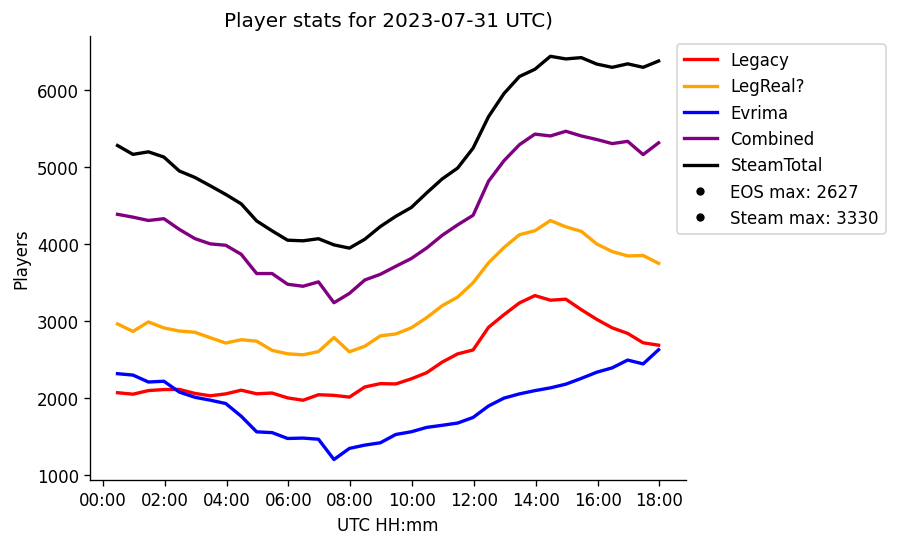 Player stats for 2023-07-31 UTC)
Legacy
LegReal?
Evrima
Combined
SteamTotal
EOS max: 2627
Steam max: 3330
Players
6000
5000
4000
3000
2000
1000
00:00 02:00 04:00 06:00 08:00 10:00 12:00 14:00 16:00 18:00
UTC HH:mm